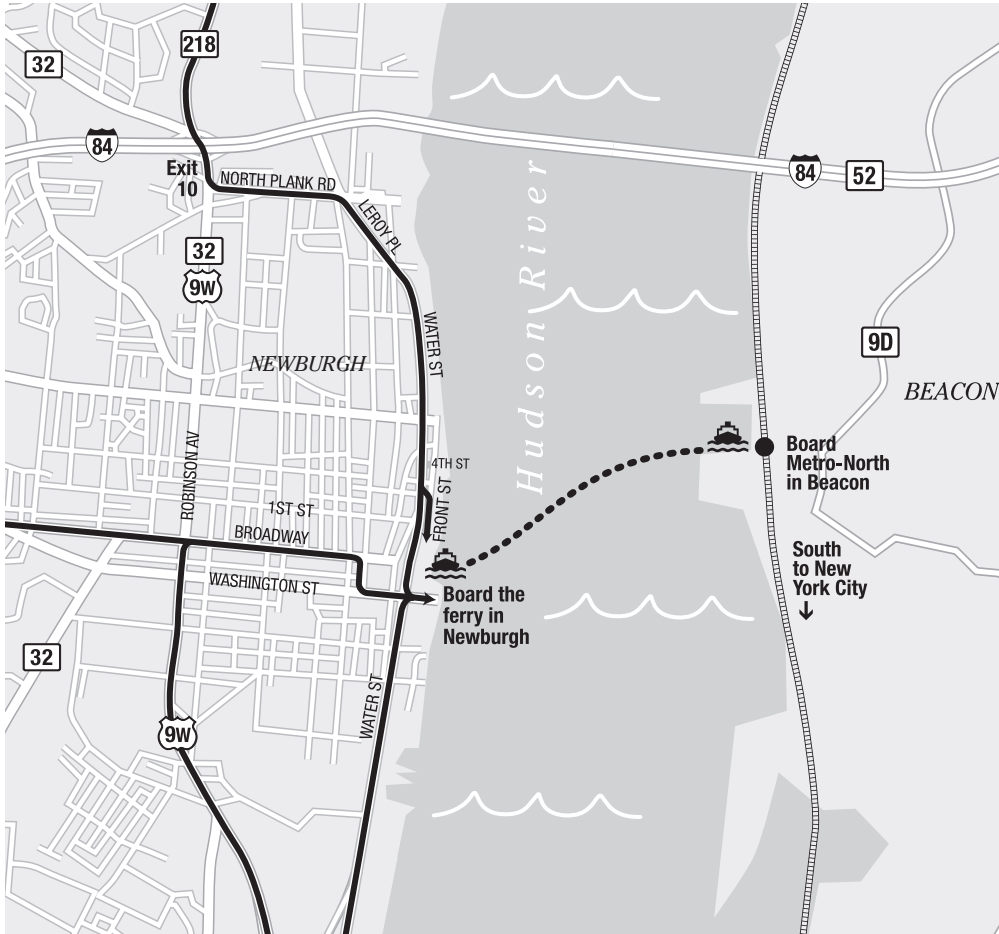 218
32
84
Exit
10
NORTH PLANK RD
84
52
LEROY PL
32
9W
Hudson River
WATER ST
9D
NEWBURGH
BEACON
ROBINSON AV
4TH ST
Board
Metro-North
in Beacon
FRONT ST
1ST ST
BROADWAY
South
to New
York City
WASHINGTON ST
Board the
ferry in
Newburgh
32
WATER ST
9W